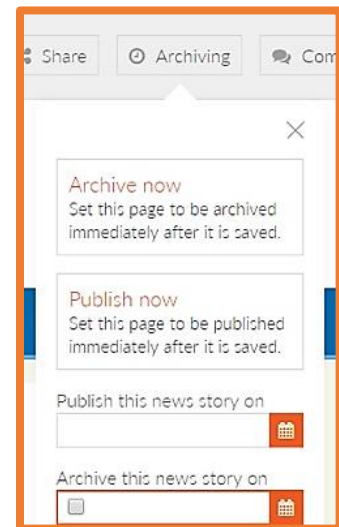 Share Archiving Com
Archive now
Set this page to be archived
immediately after it is saved.
Publish now
Set this page to be published
immediately after it is saved.
Publish this news story on
Archive this news story on